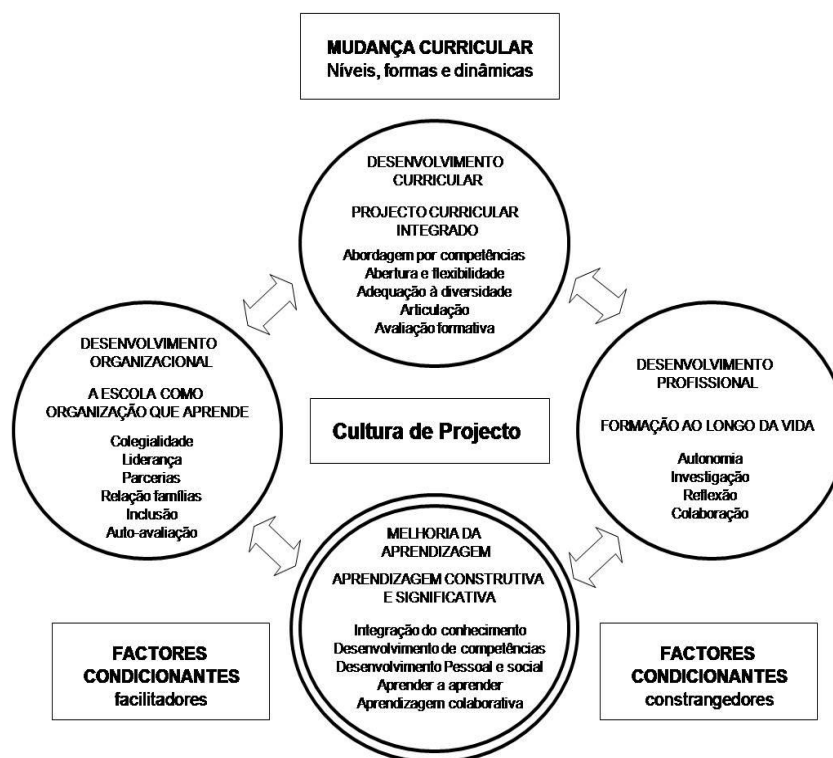 MUDANÇA CURRICULAR
Níveis, formas e dinâmicas
DESENVOLVIMENTO
CURRICULAR
PROJECTO CURRICULAR
INTEGRADO
Abordagem por competências
Abertura e flexibilidade
Adequação à diversidade
Articulação
Avaliação formativa
DESENVOLVIMENTO
ORGANIZACIONAL
A ESCOLA COMO
ORGANIZAÇÃO QUE APRENDE
Colegialidade
Liderança
Parcerias
Relação famílias
Inclusão
Auto-avaliação
Cultura de Projecto
DESENVOLVIMENTO
PROFISSIONAL
FORMAÇÃO AO LONGO DA VIDA
Autonomia
Investigação
Reflexão
Colaboração
MELHORIA DA
APRENDIZAGEM
APRENDIZAGEM CONSTRUTIVA
E SIGNIFICATIVA
Integração do conhecimento
Desenvolvimento de competências
Desenvolvimento Pessoal e social
Aprender a aprender
Aprendizagem colaborativa
FACTORES
CONDICIONANTES
facilitadores
FACTORES
CONDICIONANTES
constrangedores